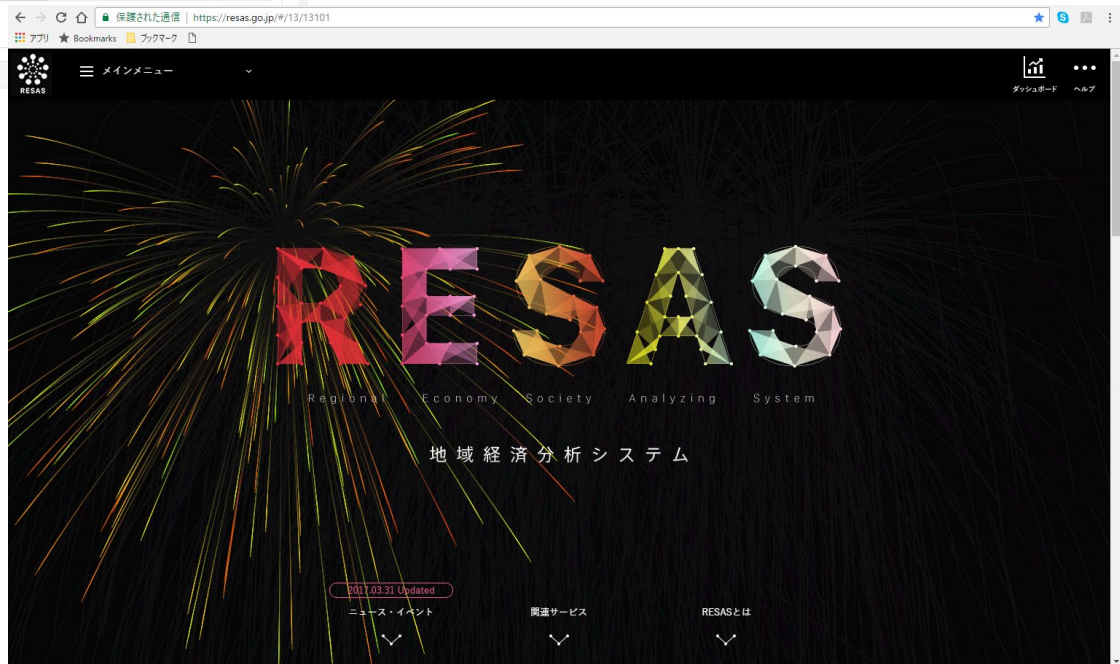 保護された通信 | https://resas.go.jp/#/13/13101
アプリ Bookmarks ブックマーク
RESAS メインメニュー ダッシュボード ヘルプ
RESAS
Regional Economy Society Analyzing System
地域経済分析システム
2017.03.31 Updated
ニュース・イベント 関連サービス RESASとは